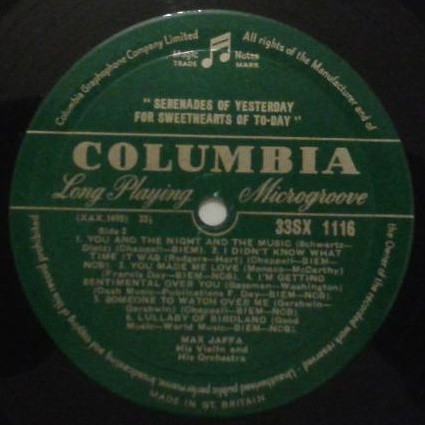 Columbia Graphophone Company Limited
All rights of the Manufacturer and of
Magic Notes
TRADE MARK
"SERENADES OF YESTERDAY
FOR SWEETHEARTS OF TO-DAY"
COLUMBIA
Long Playing Microgroove
33SX 1116
Side 2
1. YOU AND THE NIGHT AND THE MUSIC (Schwartz—
Dietz) (Chappell—BIEM). 2. I DIDN'T KNOW WHAT
TIME IT WAS (Rodgers—Hart) (Chappell—BIEM—
NCB) 3. YOU MADE ME LOVE (Monaco—McCarthy)
(Francis Day—BIEM—NCB). 4. I'M GETTING
SENTIMENTAL OVER YOU (Bassman—Washington)
(Cash Music—Publications F. Day—BIEM—NCB)
5. SOMEONE TO WATCH OVER ME (Gershwin—
Gershwin) (Chappell—BIEM—NCB)
6. LULLABY OF BIRDLAND (Good
Music—World Music—BIEM—NCB)
MAX JAFFA
His Violin and
His Orchestra
the Owner of the recorded work reserved
Unauthorised public performance, broadcasting and copying of this record prohibited
MADE IN GT. BRITAIN